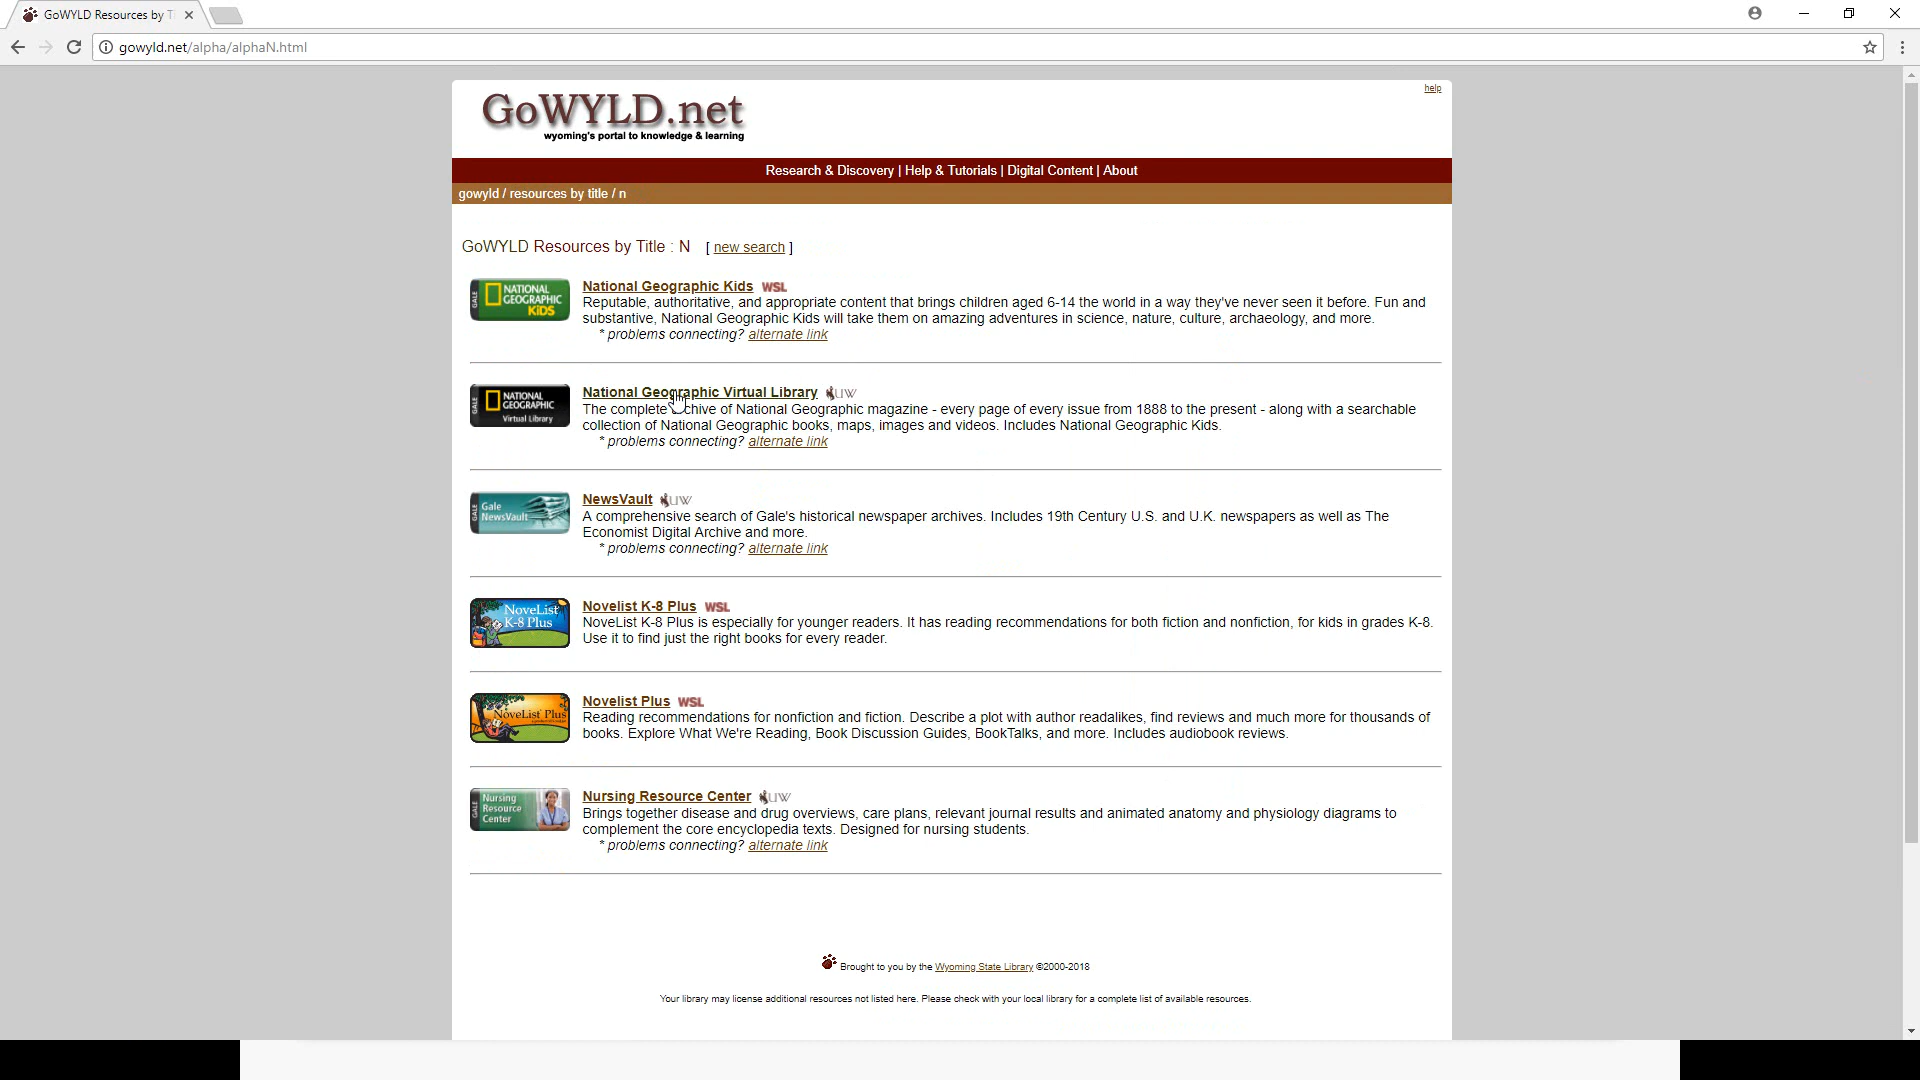 GoWYLD Resources by Ti
gowyld.net/alpha/alphaN.html
help
GoWYLD.net
wyoming's portal to knowledge & learning
Research & Discovery | Help & Tutorials | Digital Content | About
gowyld / resources by title / n
GoWYLD Resources by Title : N [ new search ]
GALE NATIONAL GEOGRAPHIC KiDS
National Geographic Kids WSL
Reputable, authoritative, and appropriate content that brings children aged 6-14 the world in a way they've never seen it before. Fun and
substantive, National Geographic Kids will take them on amazing adventures in science, nature, culture, archaeology, and more.
* problems connecting? alternate link
GALE NATIONAL GEOGRAPHIC Virtual Library
National Geographic Virtual Library UW
The complete archive of National Geographic magazine - every page of every issue from 1888 to the present - along with a searchable
collection of National Geographic books, maps, images and videos. Includes National Geographic Kids.
* problems connecting? alternate link
GALE Gale NewsVault
NewsVault UW
A comprehensive search of Gale's historical newspaper archives. Includes 19th Century U.S. and U.K. newspapers as well as The
Economist Digital Archive and more.
* problems connecting? alternate link
NoveList K-8 Plus
Novelist K-8 Plus WSL
NoveList K-8 Plus is especially for younger readers. It has reading recommendations for both fiction and nonfiction, for kids in grades K-8.
Use it to find just the right books for every reader.
NoveList Plus
Novelist Plus WSL
Reading recommendations for nonfiction and fiction. Describe a plot with author readalikes, find reviews and much more for thousands of
books. Explore What We're Reading, Book Discussion Guides, BookTalks, and more. Includes audiobook reviews.
GALE Nursing Resource Center
Nursing Resource Center UW
Brings together disease and drug overviews, care plans, relevant journal results and animated anatomy and physiology diagrams to
complement the core encyclopedia texts. Designed for nursing students.
* problems connecting? alternate link
Brought to you by the Wyoming State Library ©2000-2018
Your library may license additional resources not listed here. Please check with your local library for a complete list of available resources.